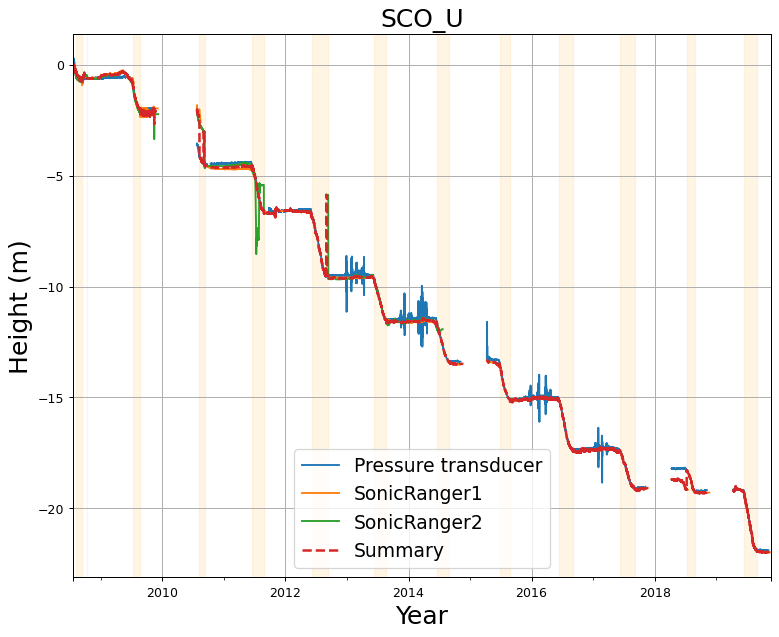 SCO_U
Height (m)
0
−5
−10
−15
−20
Pressure transducer
SonicRanger1
SonicRanger2
Summary
2010 2012 2014 2016 2018
Year